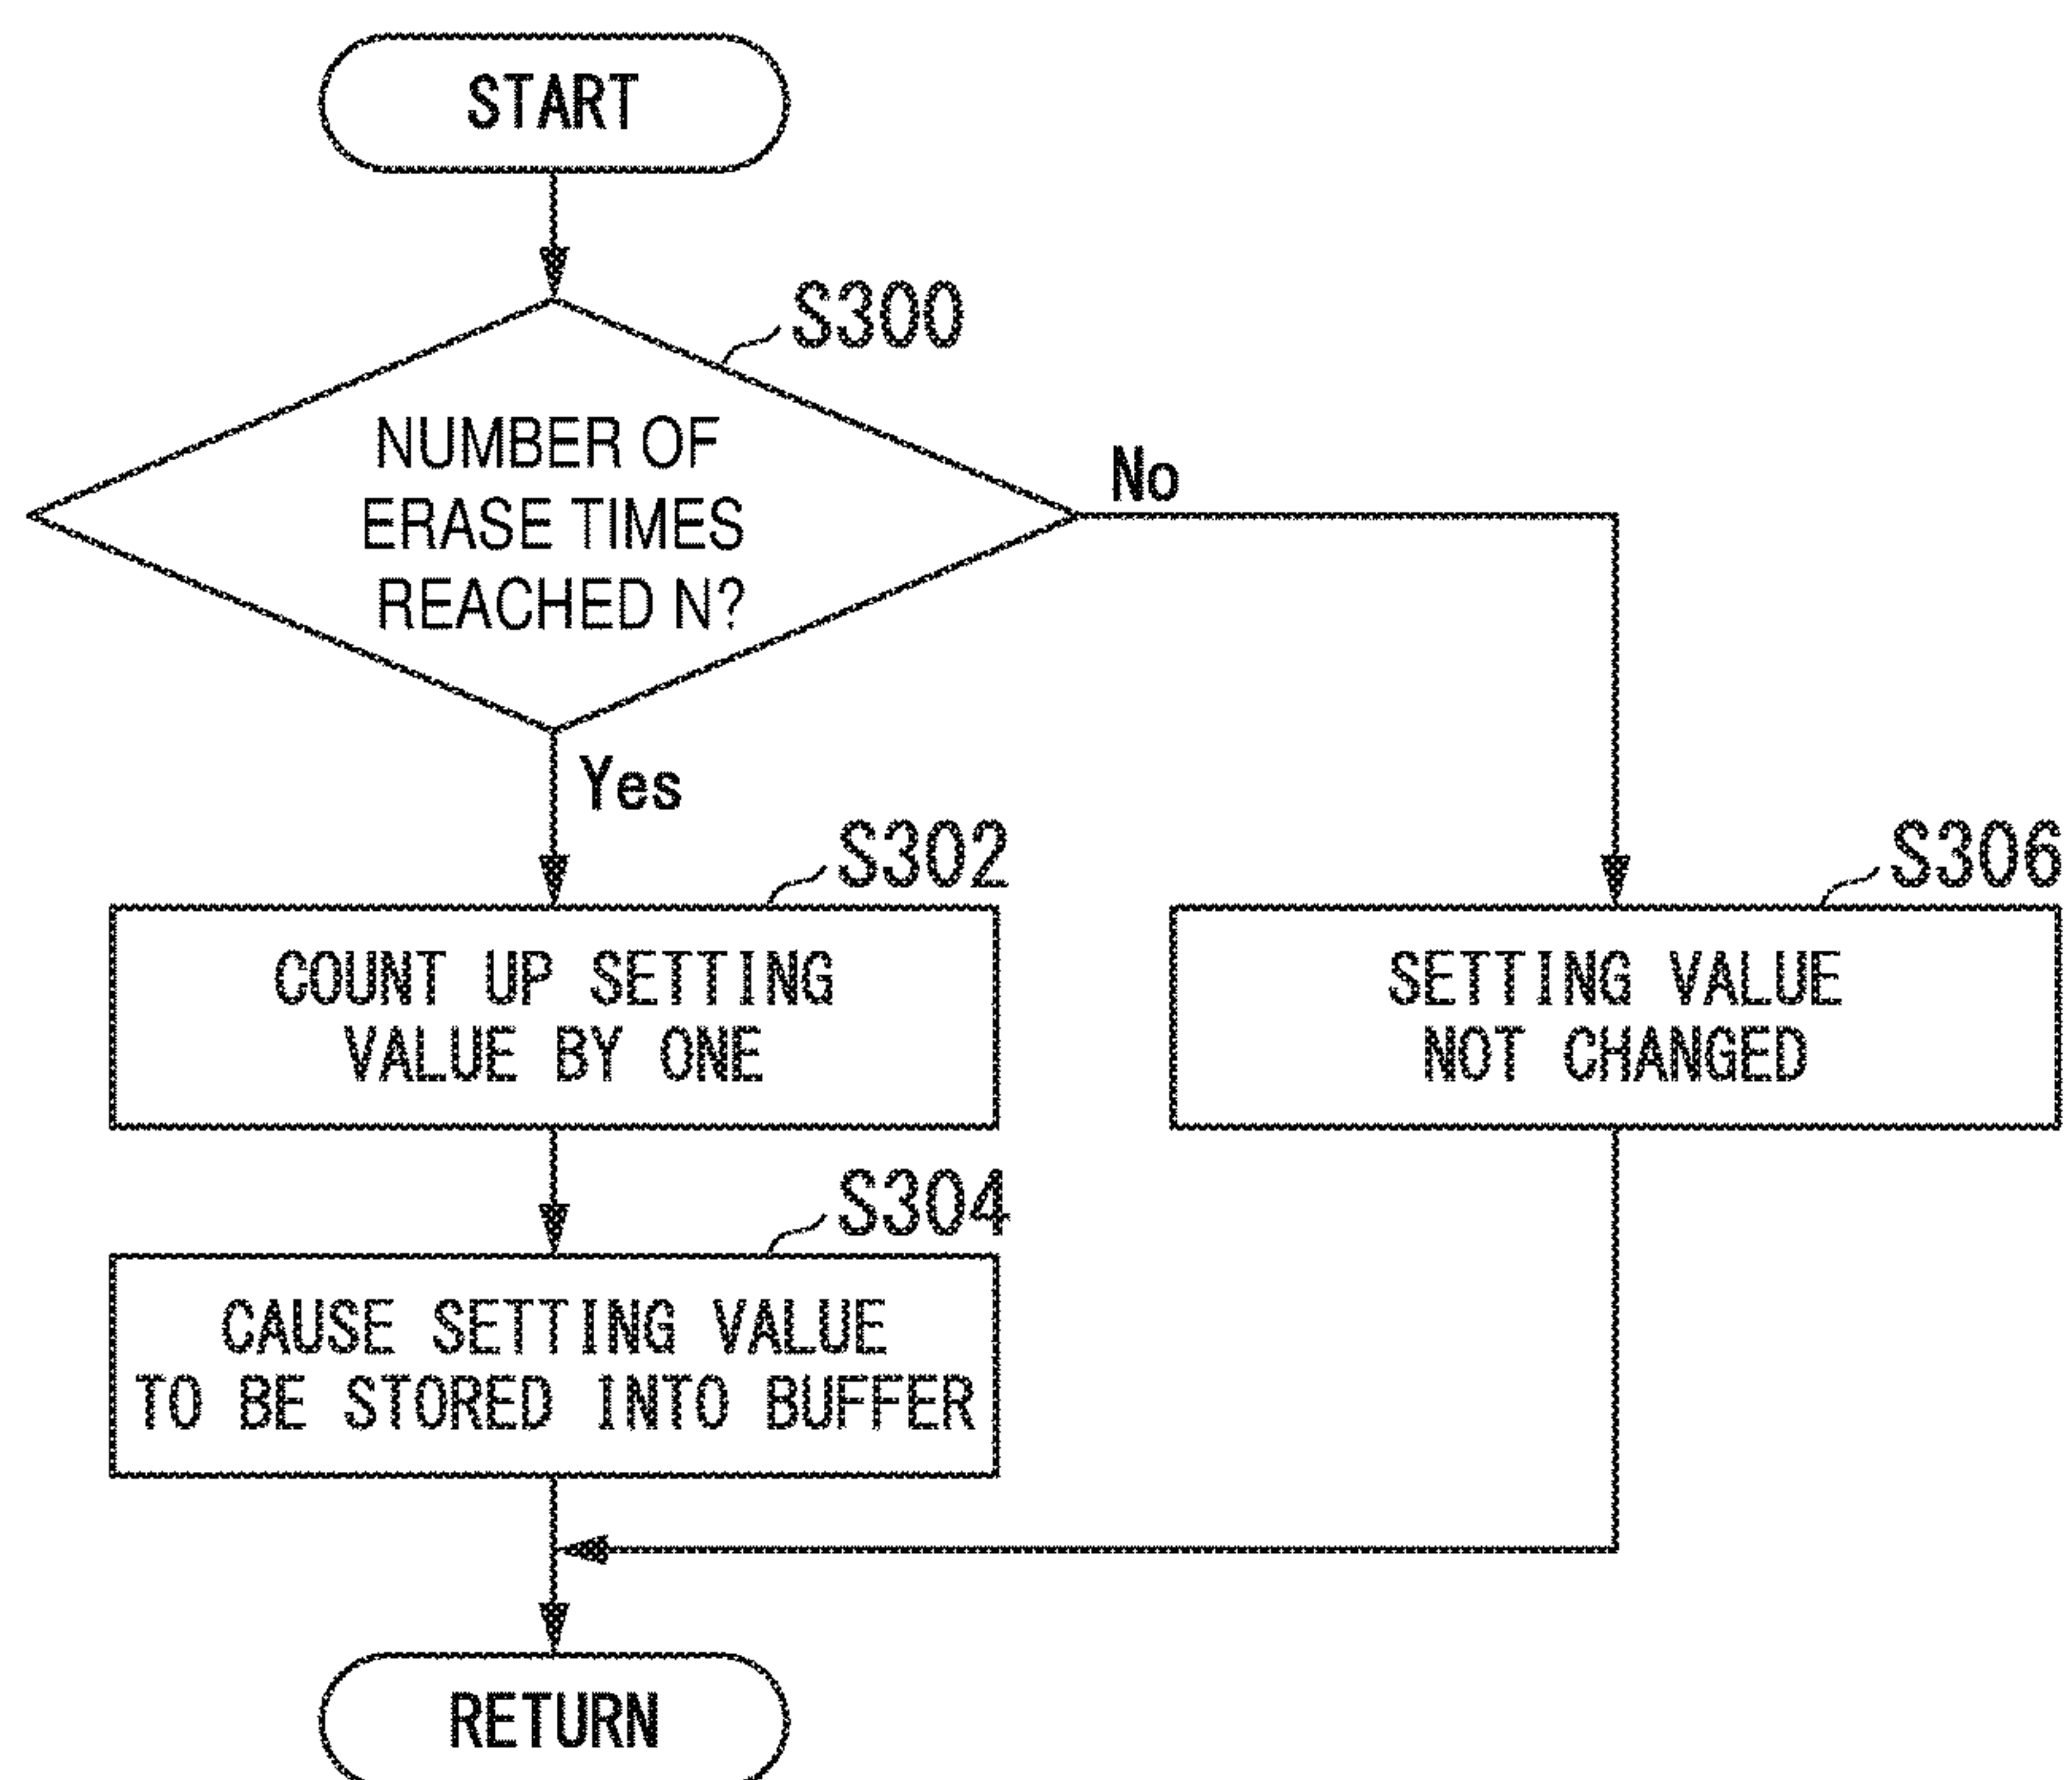 START
S300
NUMBER OF
ERASE TIMES
REACHED N?
No
Yes
S302
COUNT UP SETTING
VALUE BY ONE
S306
SETTING VALUE
NOT CHANGED
S304
CAUSE SETTING VALUE
TO BE STORED INTO BUFFER
RETURN